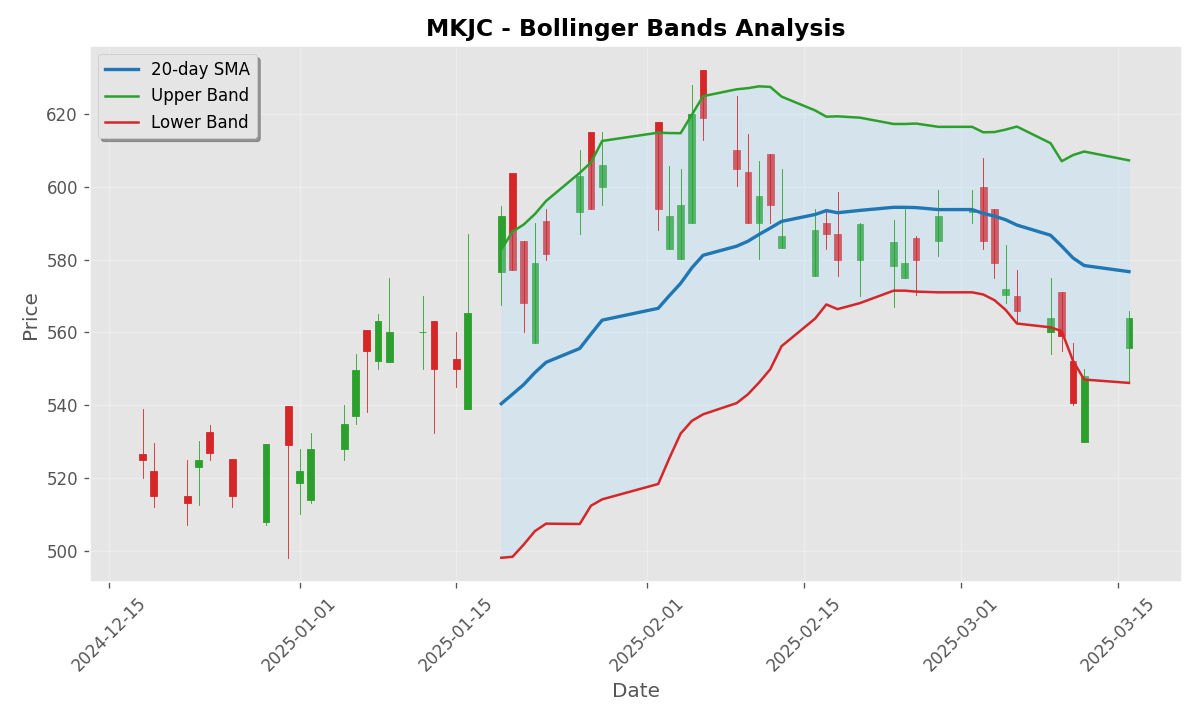 MKJC - Bollinger Bands Analysis
20-day SMA
Upper Band
Lower Band
Price
620
600
580
560
540
520
500
2024-12-15
2025-01-01
2025-01-15
2025-02-01
2025-02-15
2025-03-01
2025-03-15
Date